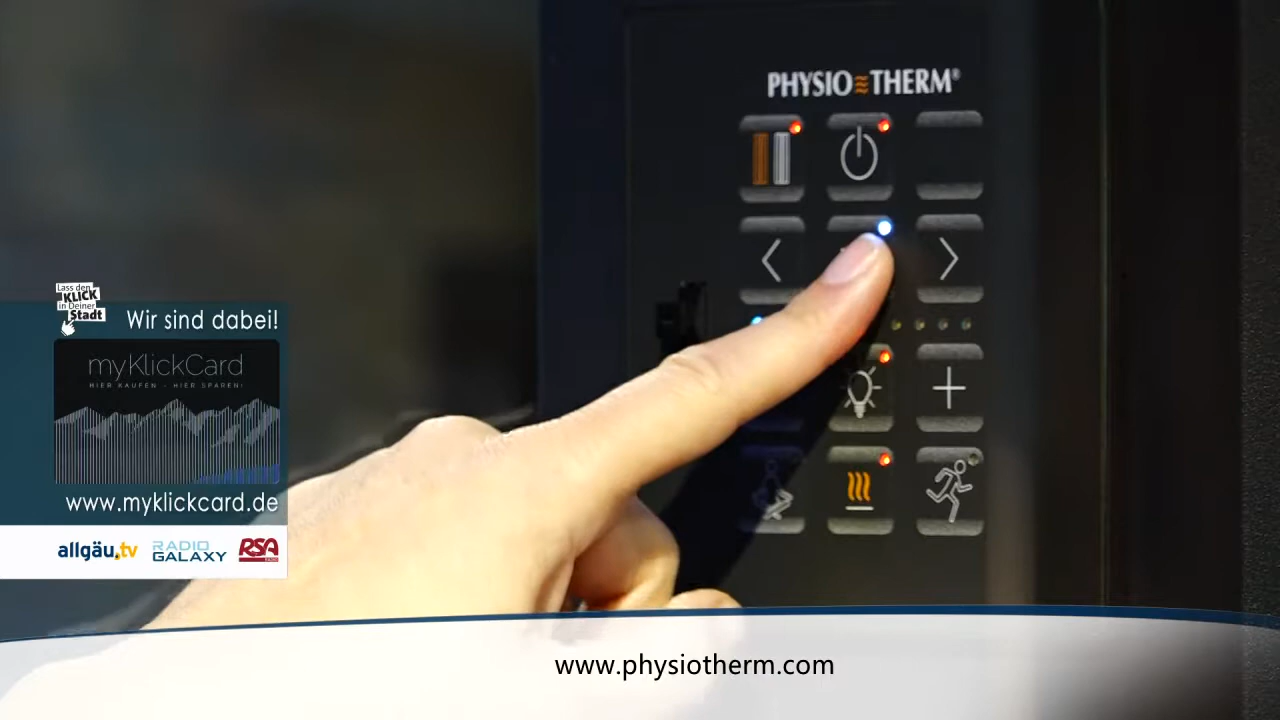 PHYSIO THERM®
Lass den
KLICK
in Deiner
Stadt
Wir sind dabei!
myKlickCard
HIER KAUFEN - HIER SPAREN!
www.myklickcard.de
allgäu.tv
RADIO
GALAXY
RSA
RADIO
www.physiotherm.com